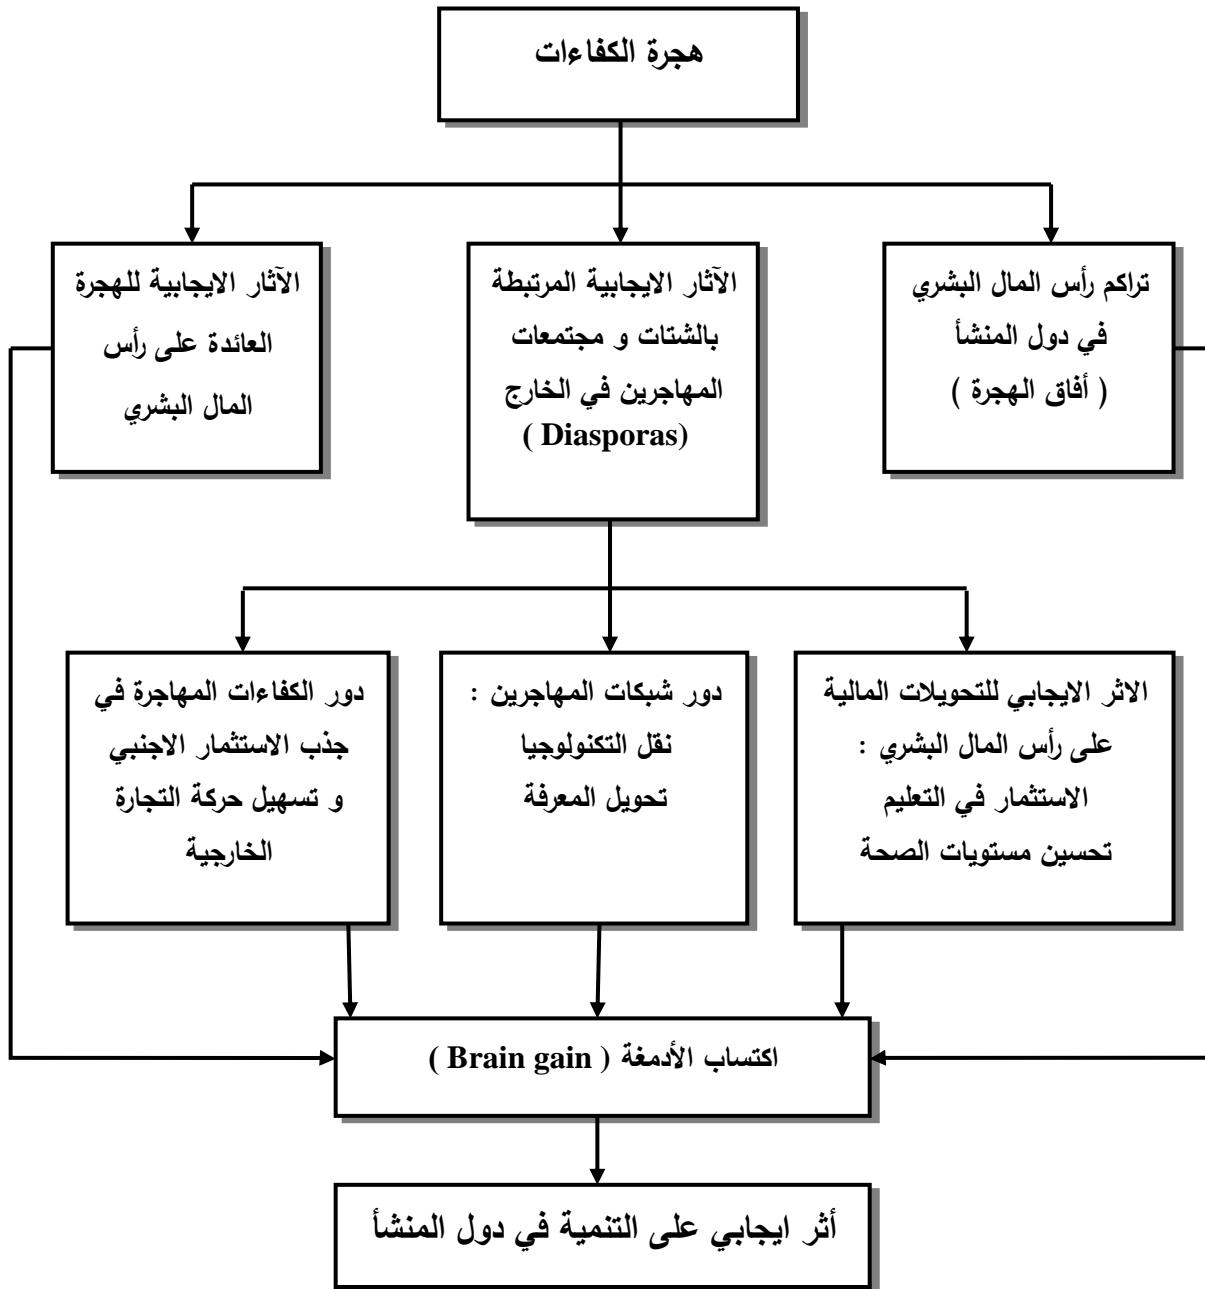 هجرة الكفاءات
تراكم رأس المال البشري
في دول المنشأ
( أفاق الهجرة )
الآثار الايجابية المرتبطة
بالشتات و مجتمعات
المهاجرين في الخارج
( Diasporas)
الآثار الايجابية للهجرة
العائدة على رأس
المال البشري
الاثر الايجابي للتحويلات المالية
على رأس المال البشري :
الاستثمار في التعليم
تحسين مستويات الصحة
دور شبكات المهاجرين :
نقل التكنولوجيا
تحويل المعرفة
دور الكفاءات المهاجرة في
جذب الاستثمار الاجنبي
و تسهيل حركة التجارة
الخارجية
اكتساب الأدمغة ( Brain gain )
أثر ايجابي على التنمية في دول المنشأ